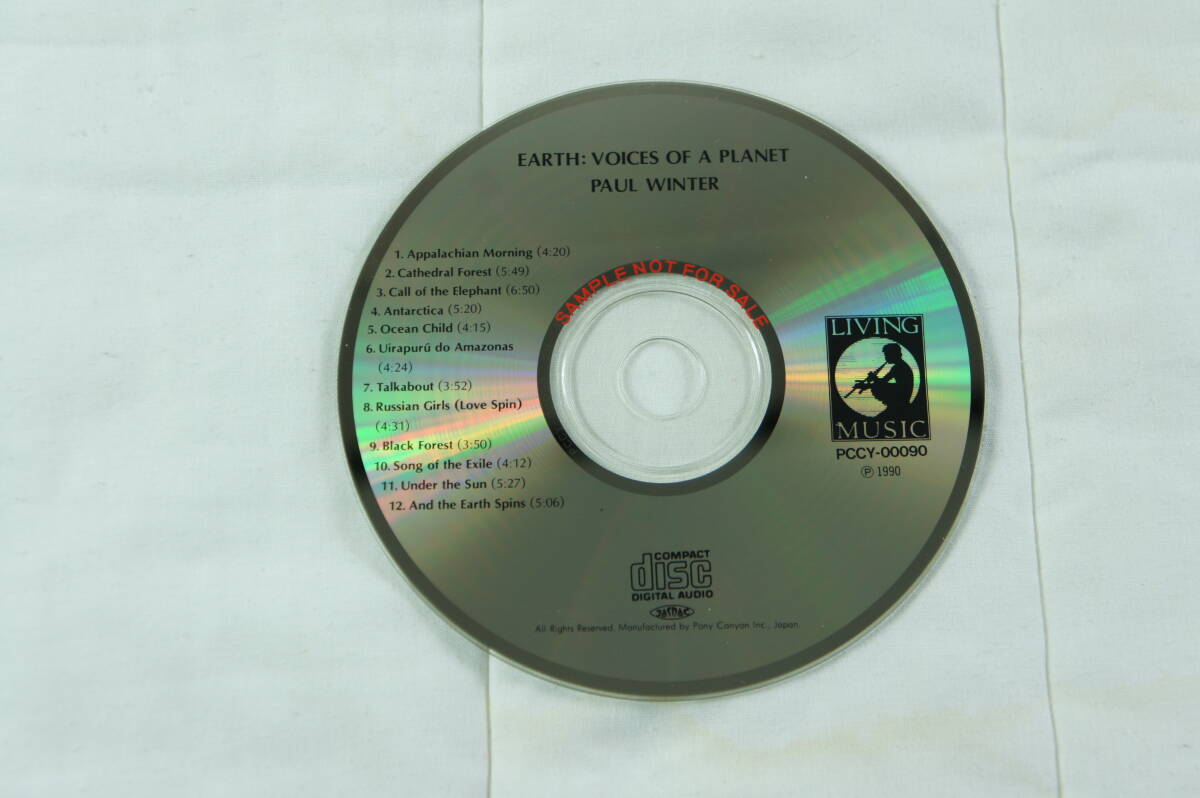 EARTH: VOICES OF A PLANET
PAUL WINTER
1. Appalachian Morning (4:20)
2. Cathedral Forest (5:49)
3. Call of the Elephant (6:50)
4. Antarctica (5:20)
5. Ocean Child (4:15)
6. Uirapurú do Amazonas
(4:24)
7. Talkabout (3:52)
8. Russian Girls (Love Spin)
(4:31)
9. Black Forest (3:50)
10. Song of the Exile (4:12)
11. Under the Sun (5:27)
12. And the Earth Spins (5:06)
SAMPLE NOT FOR SALE
LIVING
MUSIC
PCCY-00090
Ⓟ 1990
COMPACT
disc
DIGITAL AUDIO
JASRAC
All Rights Reserved. Manufactured by Pony Canyon Inc., Japan.